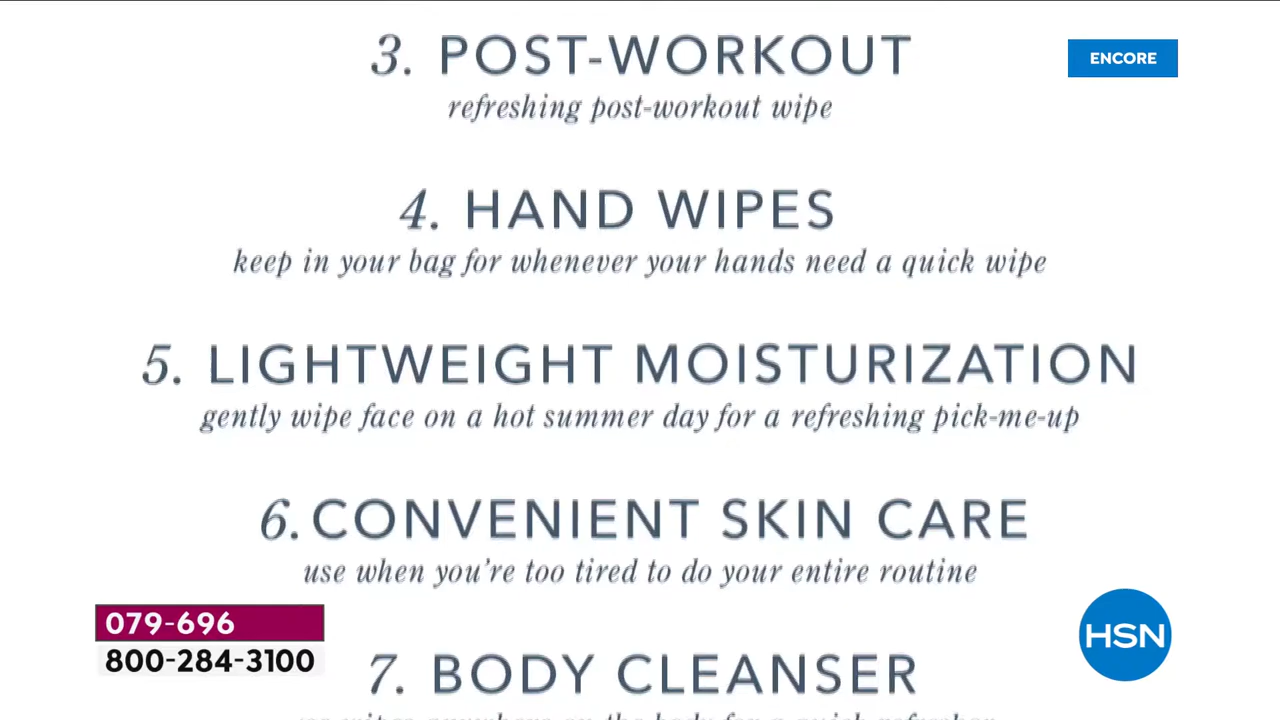 3. POST-WORKOUT
ENCORE
refreshing post-workout wipe
4. HAND WIPES
keep in your bag for whenever your hands need a quick wipe
5. LIGHTWEIGHT MOISTURIZATION
gently wipe face on a hot summer day for a refreshing pick-me-up
6. CONVENIENT SKIN CARE
use when you're too tired to do your entire routine
079-696
800-284-3100
HSN
7. BODY CLEANSER